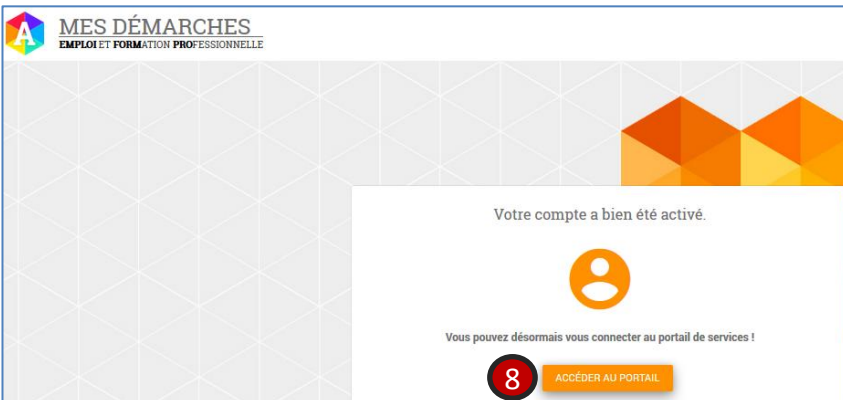 A
MES DÉMARCHES
EMPLOI ET FORMATION PROFESSIONNELLE
Votre compte a bien été activé.
Vous pouvez désormais vous connecter au portail de services !
8 ACCÉDER AU PORTAIL